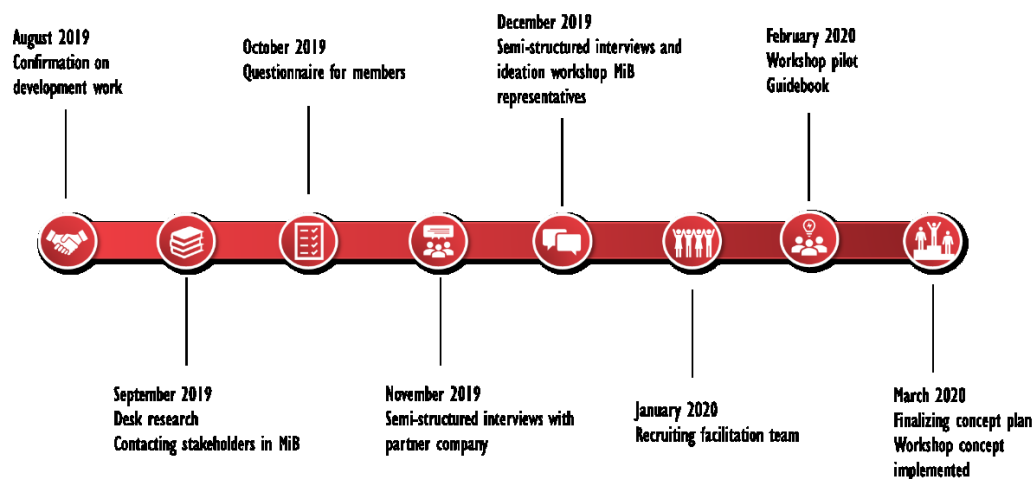 August 2019
Confirmation on
development work
September 2019
Desk research
Contacting stakeholders in MiB
October 2019
Questionnaire for members
November 2019
Semi-structured interviews with
partner company
December 2019
Semi-structured interviews and
ideation workshop MiB
representatives
January 2020
Recruiting facilitation team
February 2020
Workshop pilot
Guidebook
March 2020
Finalizing concept plan
Workshop concept
implemented